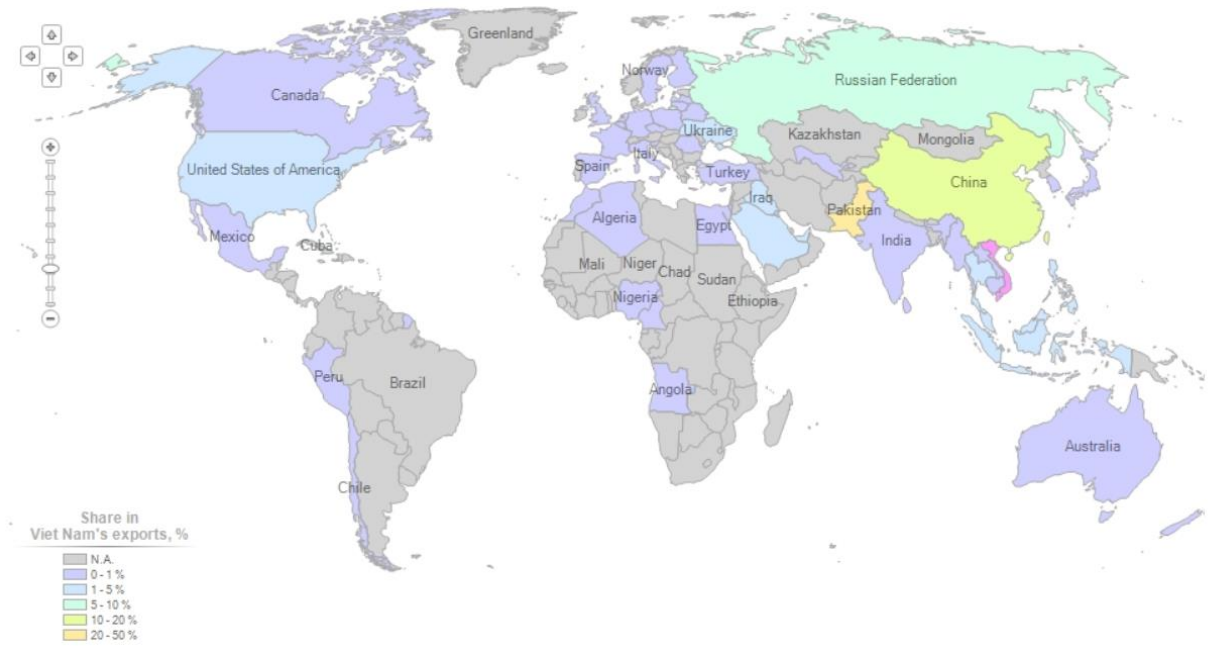 Greenland
Norway
Russian Federation
Canada
Ukraine
Kazakhstan
Mongolia
Italy
Spain
United States of America
Turkey
China
Iraq
Pakistan
Algeria
Egypt
India
Mexico
Cuba
Mali
Niger
Chad
Sudan
Nigeria
Ethiopia
Peru
Brazil
Angola
Australia
Chile
Share in
Viet Nam's exports, %
N.A.
0 - 1 %
1 - 5 %
5 - 10 %
10 - 20 %
20 - 50 %